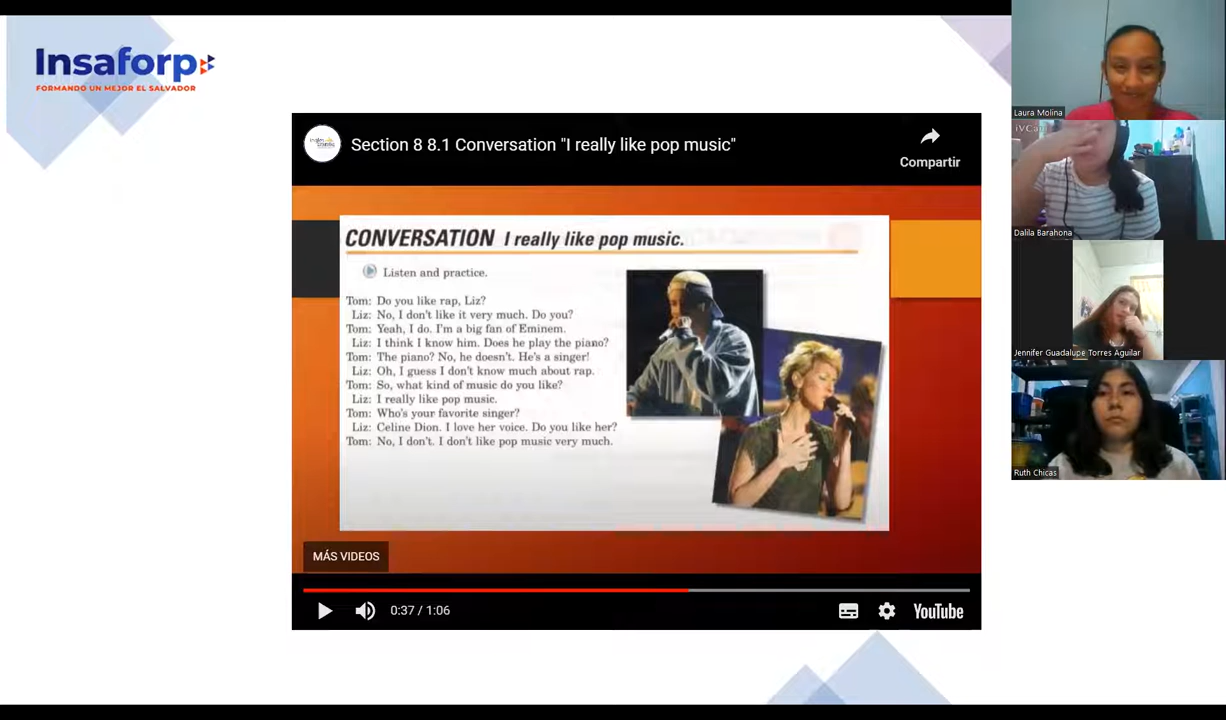 Insaforp
FORMANDO UN MEJOR EL SALVADOR
Section 8 8.1 Conversation "I really like pop music"
Compartir
CONVERSATION I really like pop music.
Listen and practice.
Tom: Do you like rap, Liz?
Liz: No, I don't like it very much. Do you?
Tom: Yeah, I do. I'm a big fan of Eminem.
Liz: I think I know him. Does he play the piano?
Tom: The piano? No, he doesn't. He's a singer!
Liz: Oh, I guess I don't know much about rap.
Tom: So, what kind of music do you like?
Liz: I really like pop music.
Tom: Who's your favorite singer?
Liz: Celine Dion. I love her voice. Do you like her?
Tom: No, I don't. I don't like pop music very much.
MÁS VIDEOS
0:37 / 1:06
YouTube
Laura Molina
Dalila Barahona
Jennifer Guadalupe Torres Aguilar
Ruth Chicas